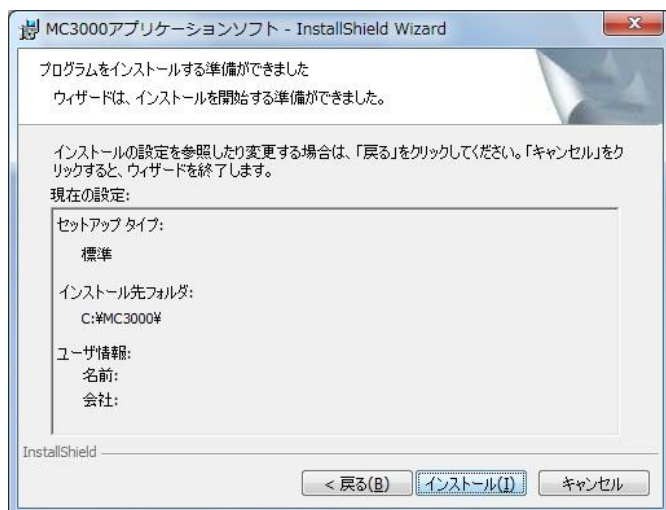 MC3000アプリケーションソフト - InstallShield Wizard
X
プログラムをインストールする準備ができました
ウィザードは、インストールを開始する準備ができました。
インストールの設定を参照したり変更する場合は、「戻る」をクリックしてください。「キャンセル」をク
リックすると、ウィザードを終了します。
現在の設定:
セットアップ タイプ:
標準
インストール先フォルダ:
C:¥MC3000¥
ユーザ情報:
名前:
会社:
InstallShield
< 戻る(B)
インストール(I)
キャンセル